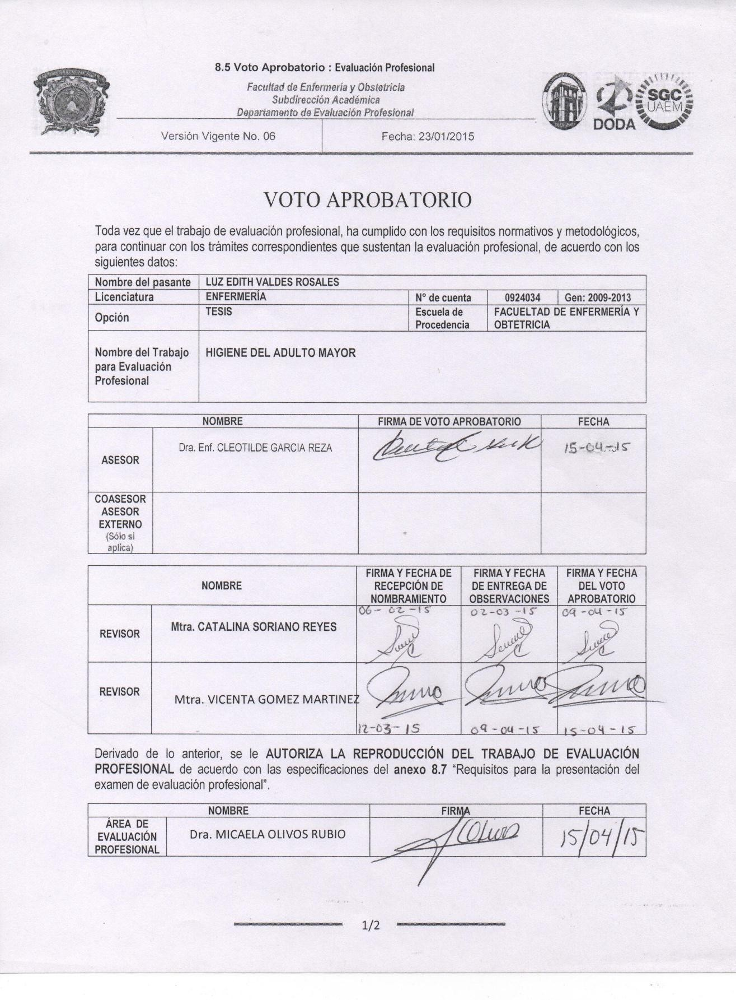 8.5 Voto Aprobatorio : Evaluación Profesional
Facultad de Enfermería y Obstetricia
Subdirección Académica
Departamento de Evaluación Profesional
Versión Vigente No. 06
Fecha: 23/01/2015
DODA
SGC
UAEM
VOTO APROBATORIO
Toda vez que el trabajo de evaluación profesional, ha cumplido con los requisitos normativos y metodológicos,
para continuar con los trámites correspondientes que sustentan la evaluación profesional, de acuerdo con los
siguientes datos:
Nombre del pasante LUZ EDITH VALDES ROSALES
Licenciatura ENFERMERÍA N° de cuenta 0924034 Gen: 2009-2013
Opción TESIS Escuela de Procedencia FACUELTAD DE ENFERMERÍA Y
OBTETRICIA
Nombre del Trabajo HIGIENE DEL ADULTO MAYOR
para Evaluación
Profesional
NOMBRE FIRMA DE VOTO APROBATORIO FECHA
ASESOR Dra. Enf. CLEOTILDE GARCIA REZA 15-04-15
COASESOR
ASESOR
EXTERNO
(Sólo si
aplica)
NOMBRE
FIRMA Y FECHA DE
RECEPCIÓN DE
NOMBRAMIENTO
FIRMA Y FECHA
DE ENTREGA DE
OBSERVACIONES
FIRMA Y FECHA
DEL VOTO
APROBATORIO
06-02-15 02-03-15 09-04-15
REVISOR Mtra. CATALINA SORIANO REYES
REVISOR Mtra. VICENTA GOMEZ MARTINEZ
12-03-15 09-04-15 15-04-15
Derivado de lo anterior, se le AUTORIZA LA REPRODUCCIÓN DEL TRABAJO DE EVALUACIÓN
PROFESIONAL de acuerdo con las especificaciones del anexo 8.7 “Requisitos para la presentación del
examen de evaluación profesional”.
NOMBRE FIRMA FECHA
ÁREA DE
EVALUACIÓN
PROFESIONAL
Dra. MICAELA OLIVOS RUBIO Olivos 15/04/15
1/2